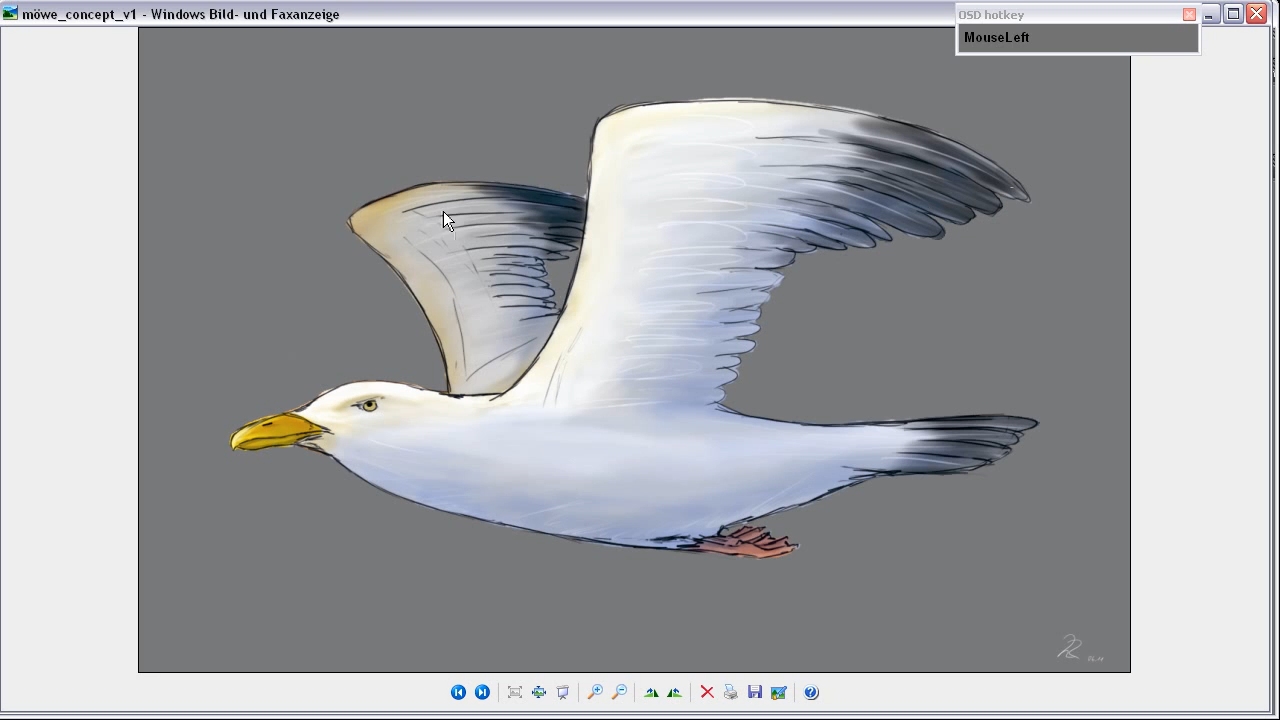 möwe_concept_v1 - Windows Bild- und Faxanzeige
OSD hotkey
MouseLeft